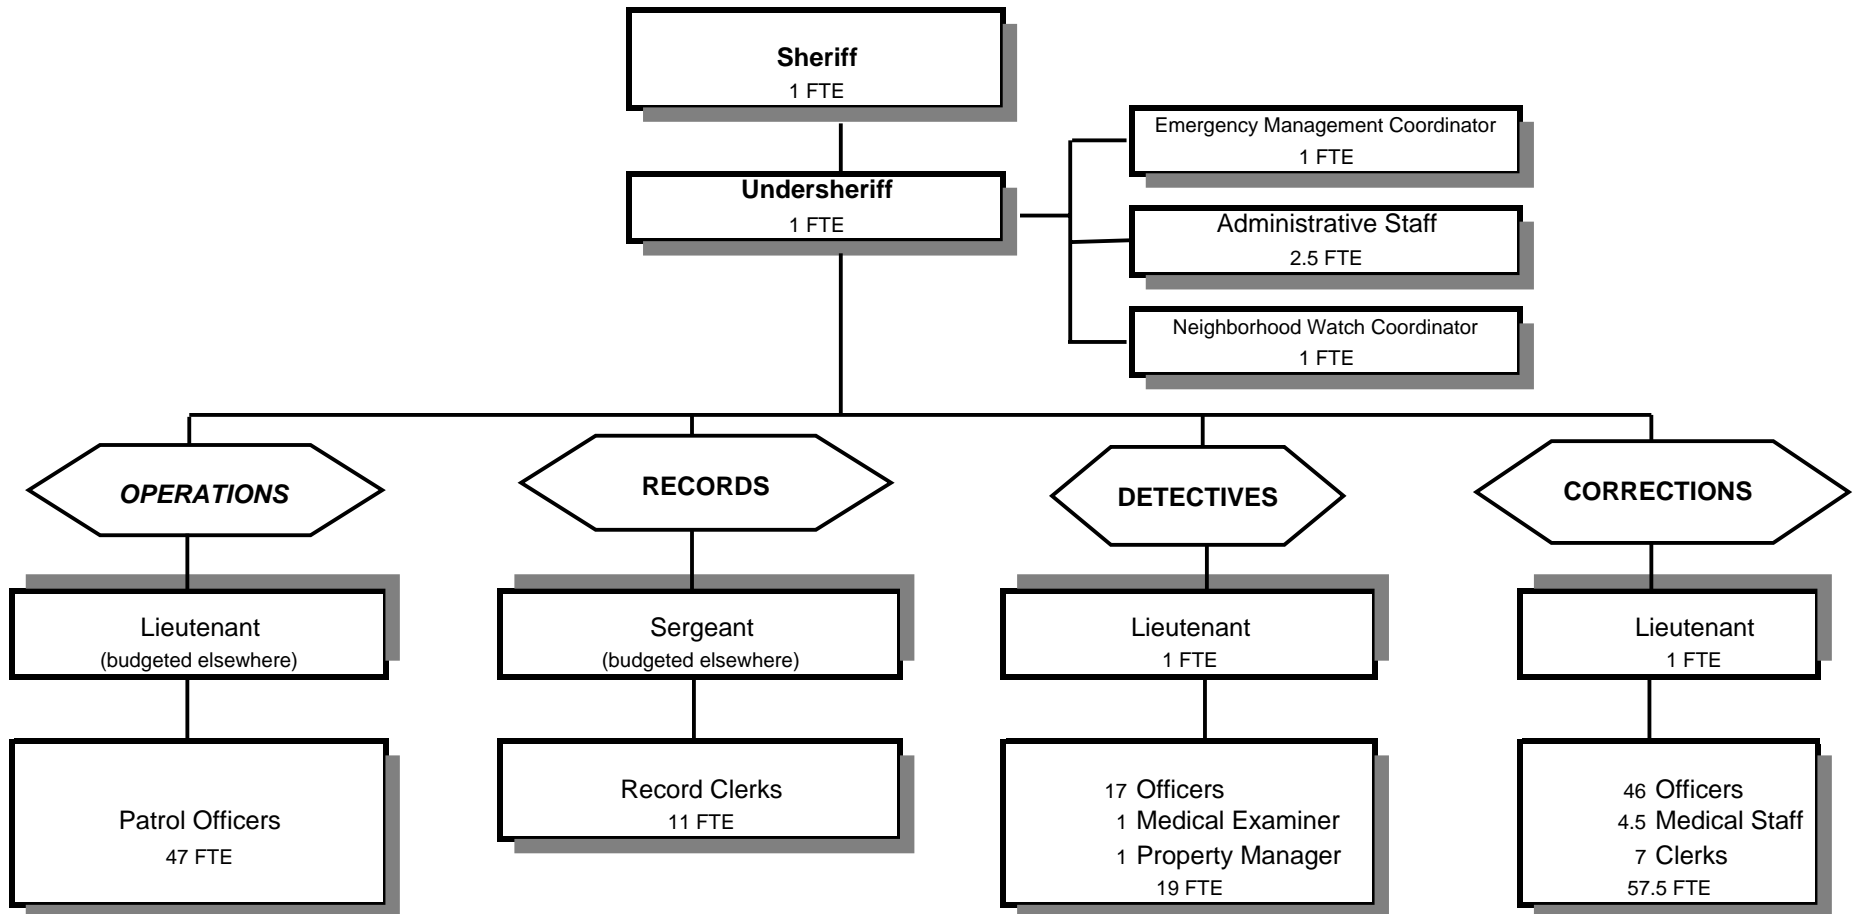 Sheriff
1 FTE
Emergency Management Coordinator
1 FTE
Undersheriff
1 FTE
Administrative Staff
2.5 FTE
Neighborhood Watch Coordinator
1 FTE
OPERATIONS
RECORDS
DETECTIVES
CORRECTIONS
Lieutenant
(budgeted elsewhere)
Sergeant
(budgeted elsewhere)
Lieutenant
1 FTE
Lieutenant
1 FTE
Patrol Officers
47 FTE
Record Clerks
11 FTE
17 Officers
1 Medical Examiner
1 Property Manager
19 FTE
46 Officers
4.5 Medical Staff
7 Clerks
57.5 FTE